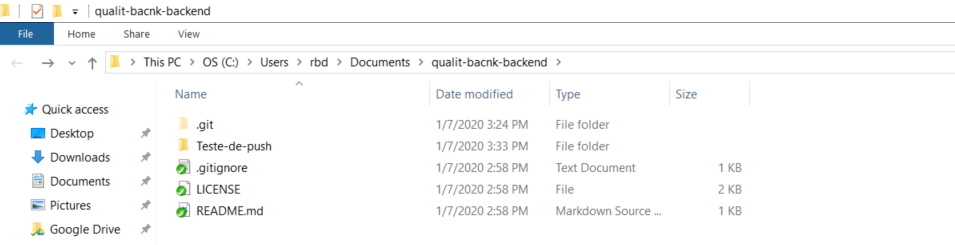 qualit-bacnk-backend
File Home Share View
This PC > OS (C:) > Users > rbd > Documents > qualit-bacnk-backend >
Name Date modified Type Size
Quick access
Desktop
Downloads
Documents
Pictures
Google Drive
.git 1/7/2020 3:24 PM File folder
Teste-de-push 1/7/2020 3:33 PM File folder
.gitignore 1/7/2020 2:58 PM Text Document 1 KB
LICENSE 1/7/2020 2:58 PM File 2 KB
README.md 1/7/2020 2:58 PM Markdown Source ... 1 KB